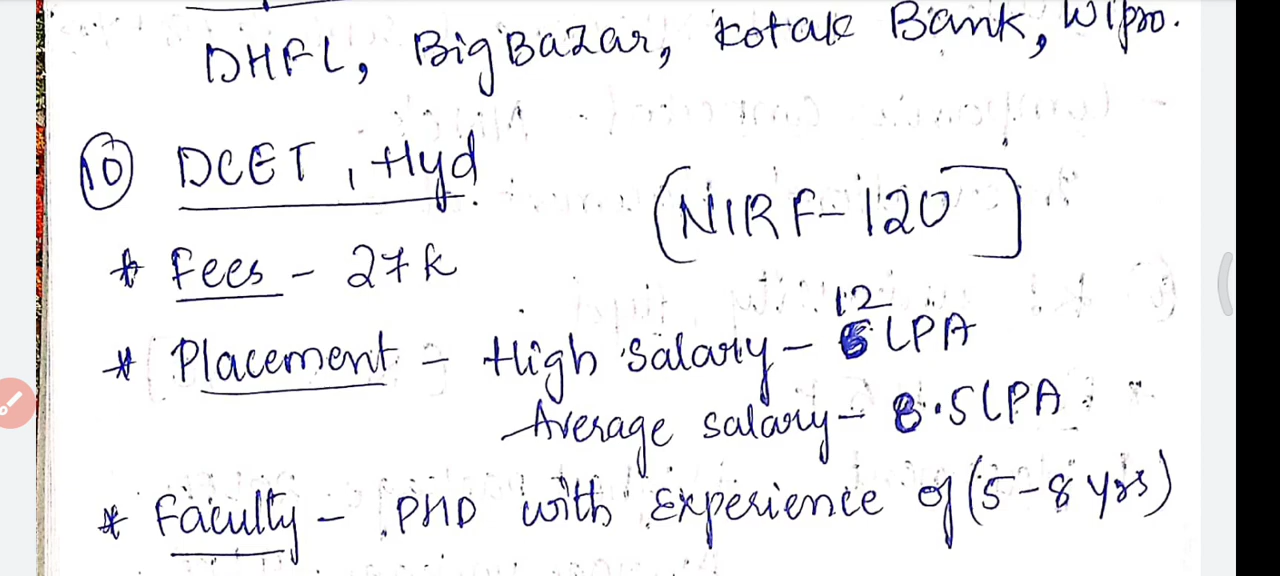 DHFL, BigBazar, kotak Bank, Wipro.
10 DCET, Hyd.
[NIRF-120]
* Fees - 27k
12
* Placement - High salary - LPA
Average salary - 8.5 LPA
* Faculty - PHD with Experience of (5-8 yrs)